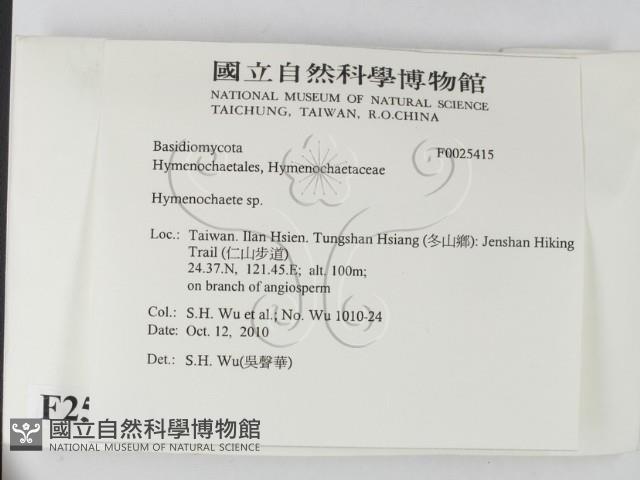 國立自然科學博物館
NATIONAL MUSEUM OF NATURAL SCIENCE
TAICHUNG, TAIWAN, R.O.CHINA
Basidiomycota F0025415
Hymenochaetales, Hymenochaetaceae
Hymenochaete sp.
Loc.: Taiwan. Ilan Hsien. Tungshan Hsiang (冬山鄉): Jenshan Hiking
Trail (仁山步道)
24.37.N, 121.45.E; alt. 100m;
on branch of angiosperm
Col.: S.H. Wu et al.; No. Wu 1010-24
Date: Oct. 12, 2010
Det.: S.H. Wu(吳聲華)
國立自然科學博物館
NATIONAL MUSEUM OF NATURAL SCIENCE